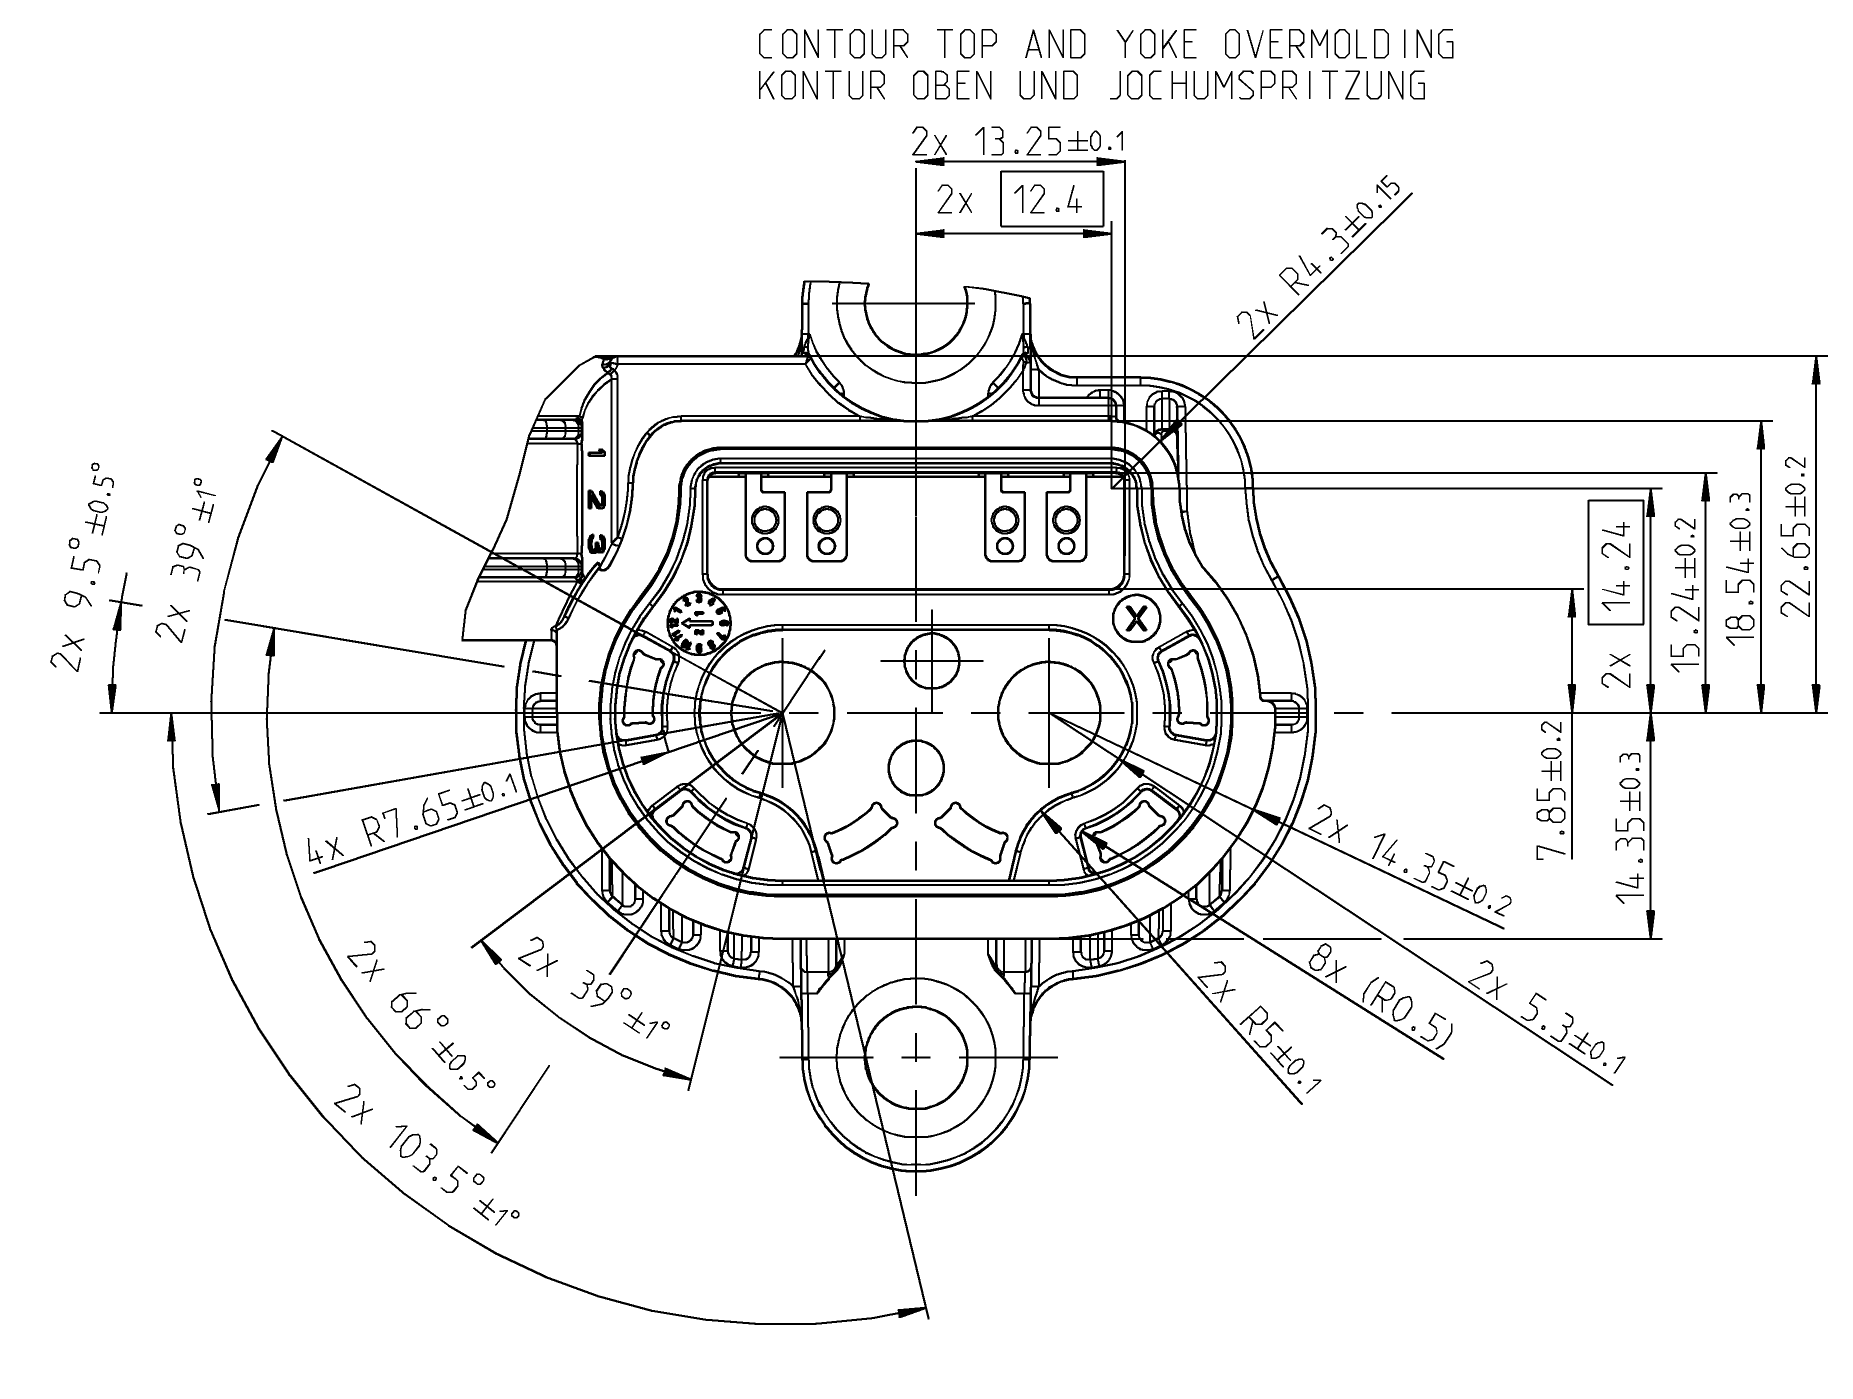 CONTOUR TOP AND YOKE OVERMOLDING
KONTUR OBEN UND JOCHUMSPRITZUNG
2x 13.25±0.1
2x 12.4
2x R4.3±0.15
2x 9.5°±0.5°
2x 39°±1°
1
2
3
X
22.65±0.2
18.54±0.3
15.24±0.2
2x 14.24
7.85±0.2
14.35±0.3
4x R7.65±0.1
2x 14.35±0.2
2x 5.3±0.1
8x (R0.5)
2x R5±0.1
2x 39°±1°
2x 66°±0.5°
2x 103.5°±1°